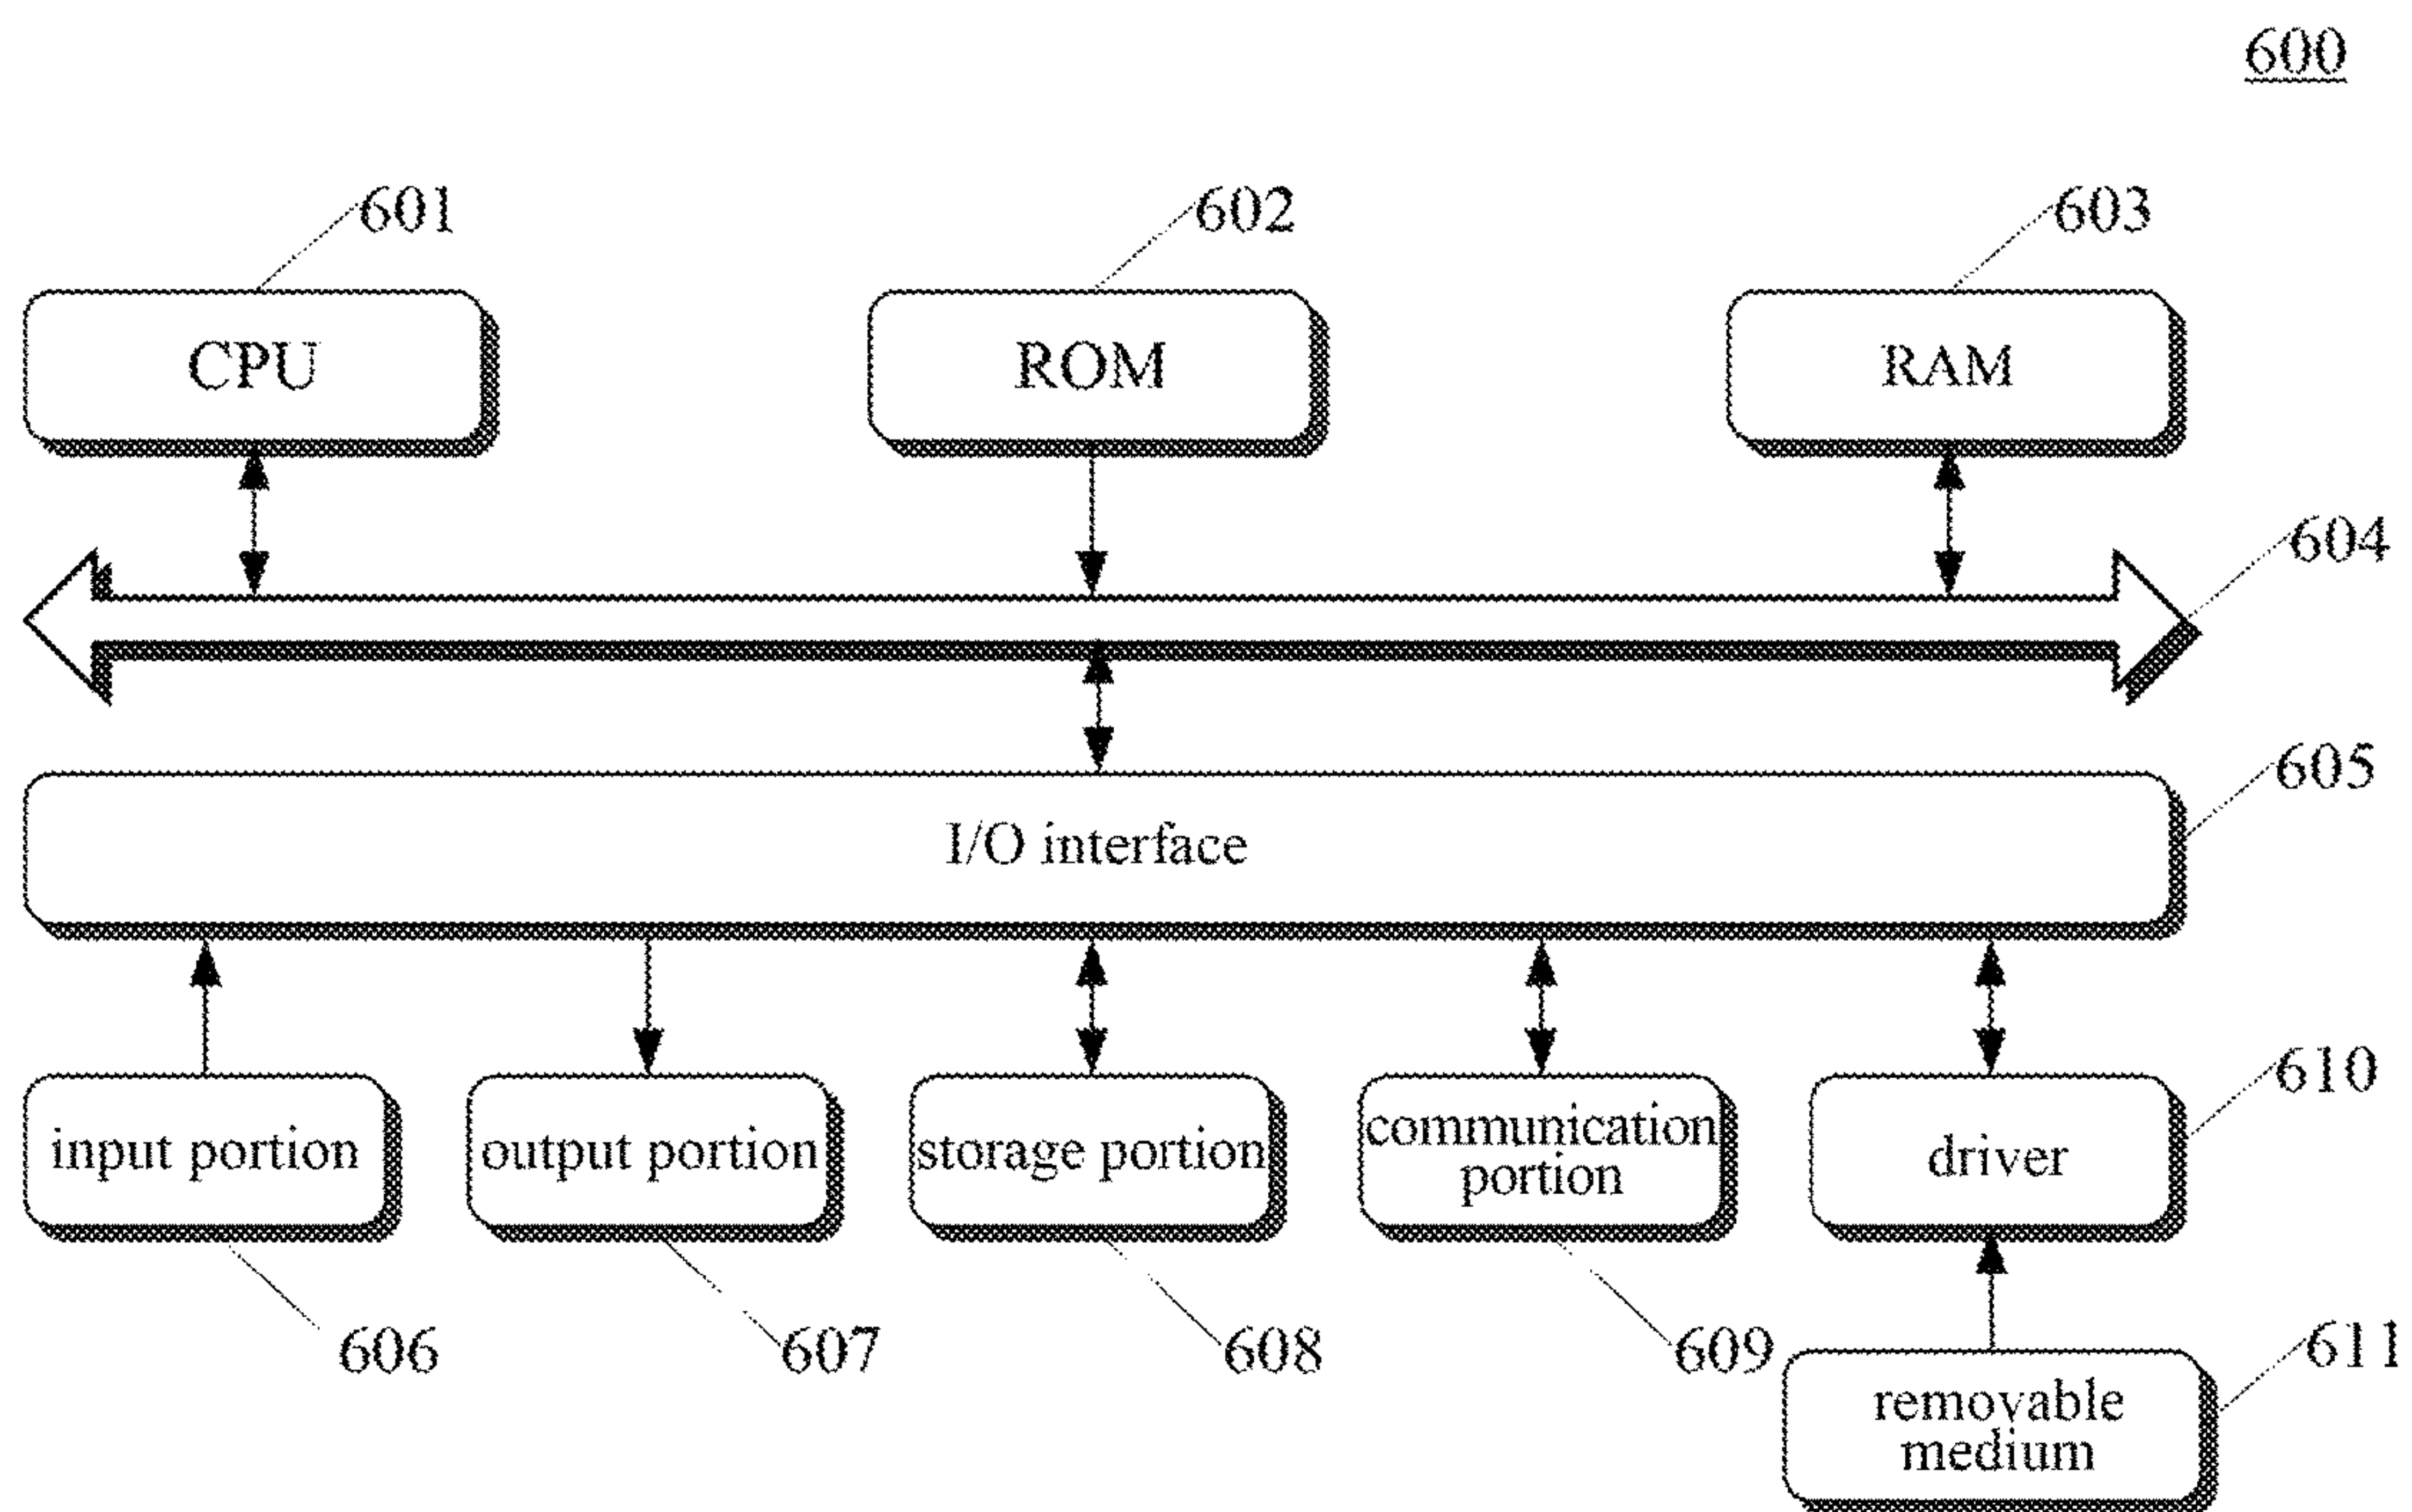 600
601
602
603
CPU
ROM
RAM
604
605
I/O interface
610
input portion
output portion
storage portion
communication
portion
driver
606
607
608
609
611
removable
medium